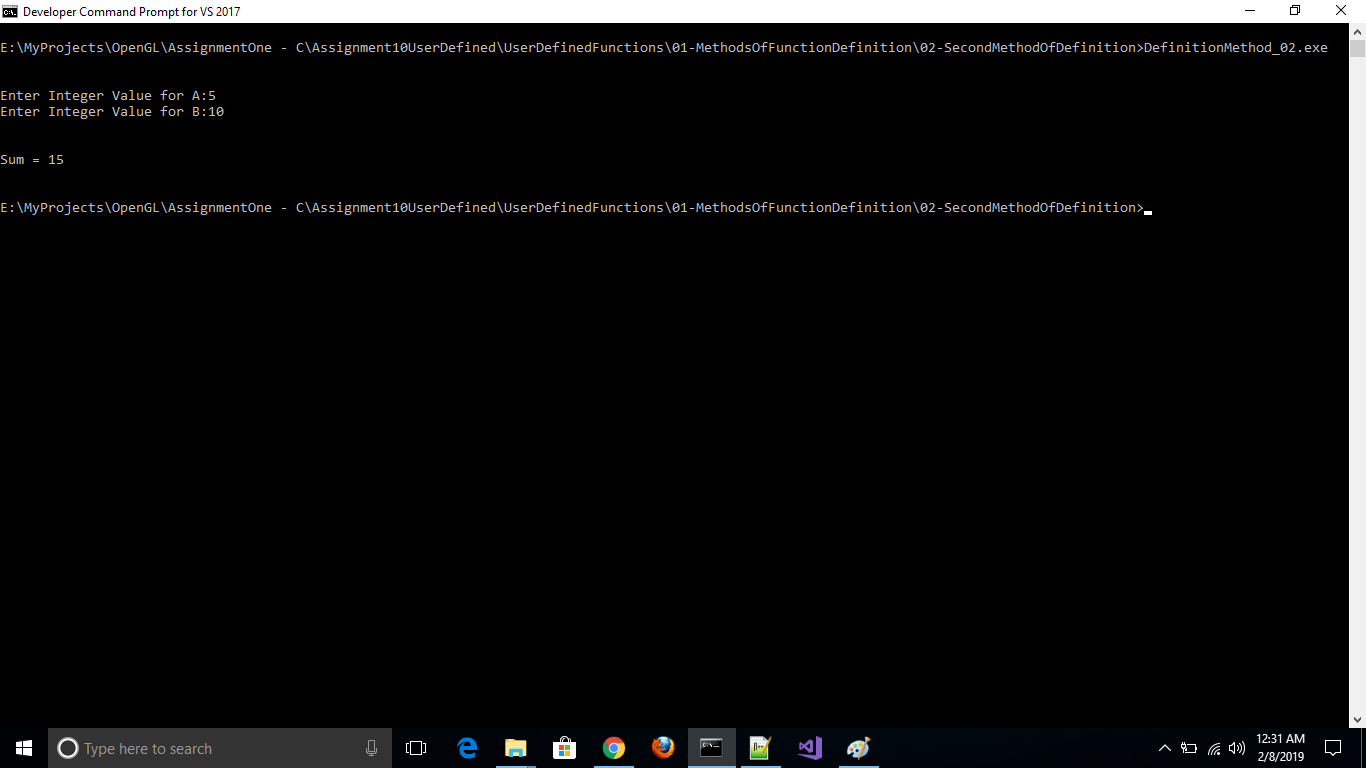 Developer Command Prompt for VS 2017
E:\MyProjects\OpenGL\AssignmentOne - C\Assignment10UserDefined\UserDefinedFunctions\01-MethodsOfFunctionDefinition\02-SecondMethodOfDefinition>DefinitionMethod_02.exe
Enter Integer Value for A:5
Enter Integer Value for B:10
Sum = 15
E:\MyProjects\OpenGL\AssignmentOne - C\Assignment10UserDefined\UserDefinedFunctions\01-MethodsOfFunctionDefinition\02-SecondMethodOfDefinition>
Type here to search
12:31 AM
2/8/2019